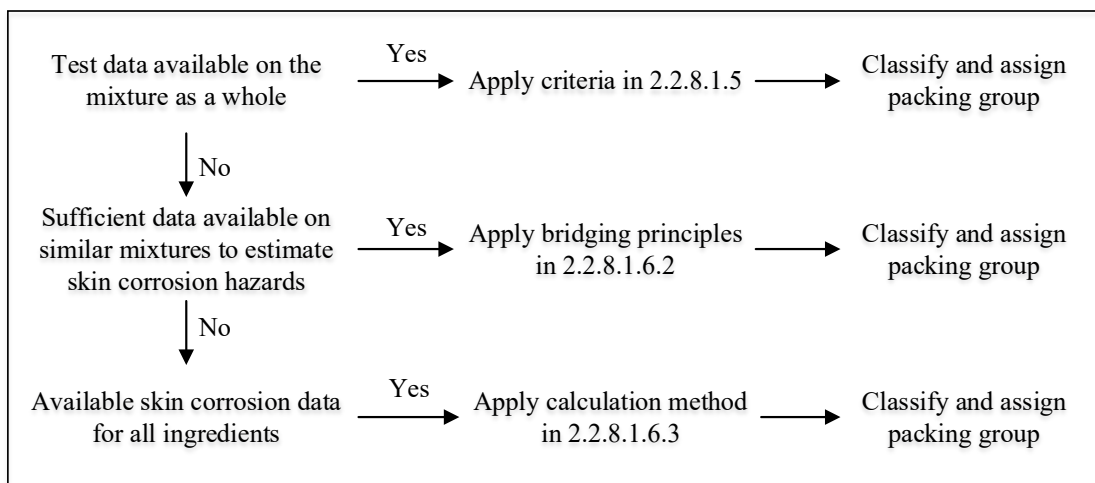 Test data available on the
mixture as a whole
Yes
Apply criteria in 2.2.8.1.5
Classify and assign
packing group
No
Sufficient data available on
similar mixtures to estimate
skin corrosion hazards
Yes
Apply bridging principles
in 2.2.8.1.6.2
Classify and assign
packing group
No
Available skin corrosion data
for all ingredients
Yes
Apply calculation method
in 2.2.8.1.6.3
Classify and assign
packing group